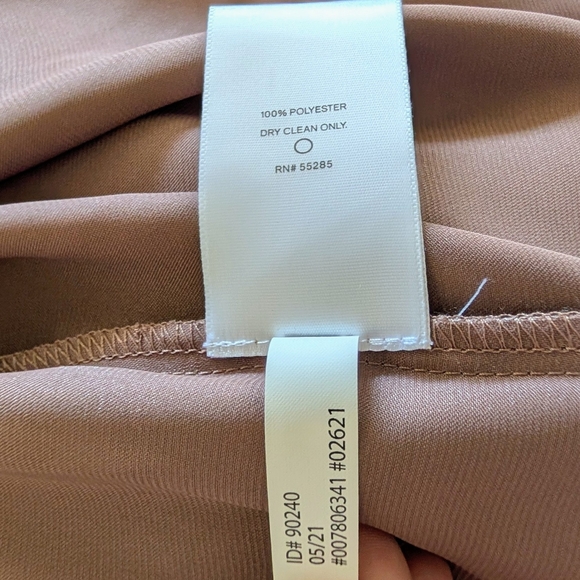 100% POLYESTER
DRY CLEAN ONLY.
RN# 55285
ID# 90240
05/21
#007806341 #02621